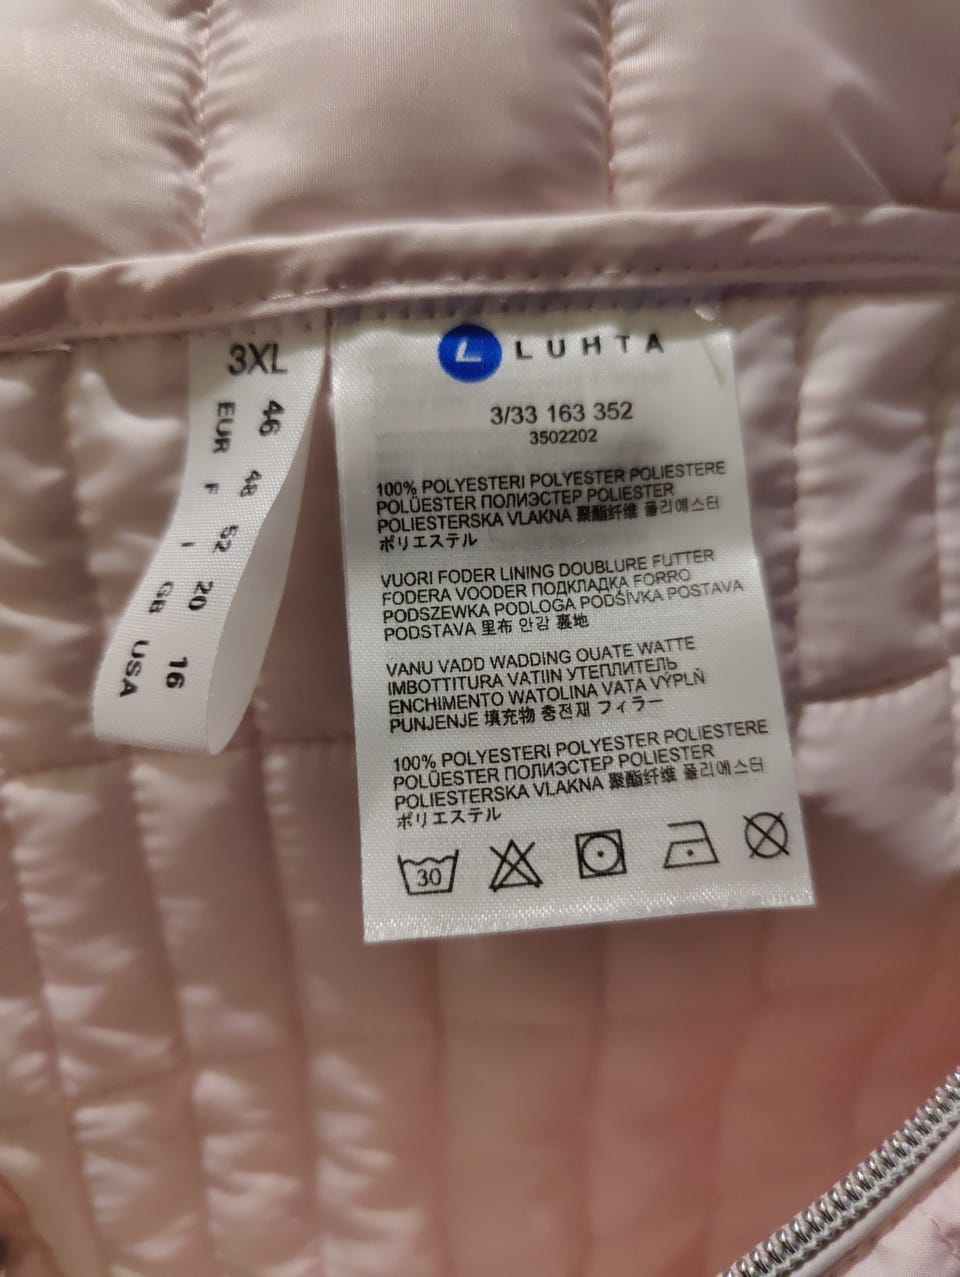 3XL
46 48 52 20 16
EUR F I GB USA
L LUHTA
3/33 163 352
3502202
100% POLYESTERI POLYESTER POLIESTERE
POLÜESTER ПОЛИЭСТЕР POLIESTER
POLIESTERSKA VLAKNA 聚酯纤维 폴리에스터
ポリエステル
VUORI FODER LINING DOUBLURE FUTTER
FODERA VOODER ПОДКЛАДКА FORRO
PODSZEWKA PODLOGA PODŠÍVKA POSTAVA
PODSTAVA 里布 안감 裏地
VANU VADD WADDING OUATE WATTE
IMBOTTITURA VATIIN УТЕПЛИТЕЛЬ
ENCHIMENTO WATOLINA VATA VÝPLŇ
PUNJENJE 填充物 충전재 フィラー
100% POLYESTERI POLYESTER POLIESTERE
POLÜESTER ПОЛИЭСТЕР POLIESTER
POLIESTERSKA VLAKNA 聚酯纤维 폴리에스터
ポリエステル
30